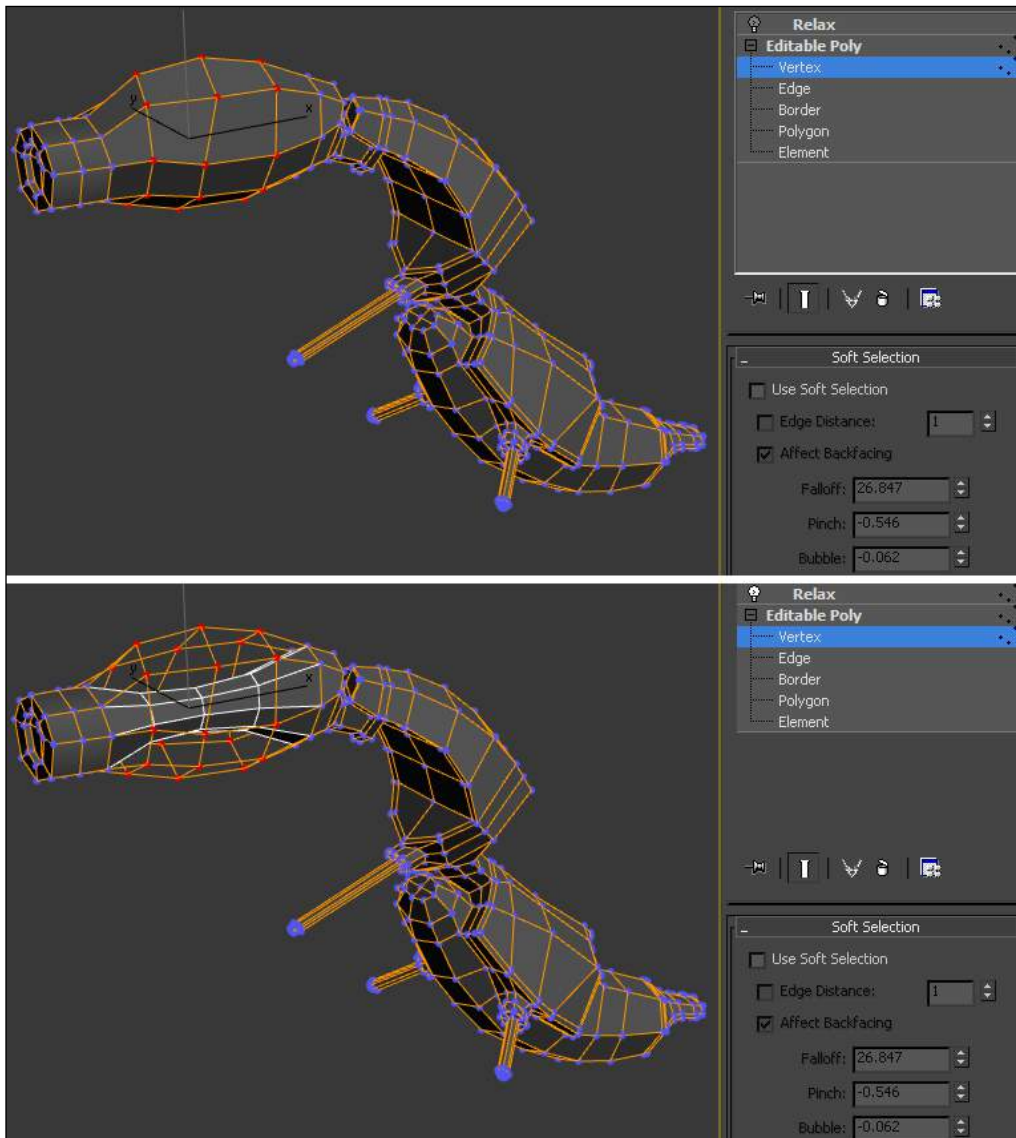 Relax
Editable Poly
Vertex
Edge
Border
Polygon
Element
Soft Selection
Use Soft Selection
Edge Distance: 1
Affect Backfacing
Falloff: 26.847
Pinch: -0.546
Bubble: -0.062
y
x
Relax
Editable Poly
Vertex
Edge
Border
Polygon
Element
Soft Selection
Use Soft Selection
Edge Distance: 1
Affect Backfacing
Falloff: 26.847
Pinch: -0.546
Bubble: -0.062
y
x